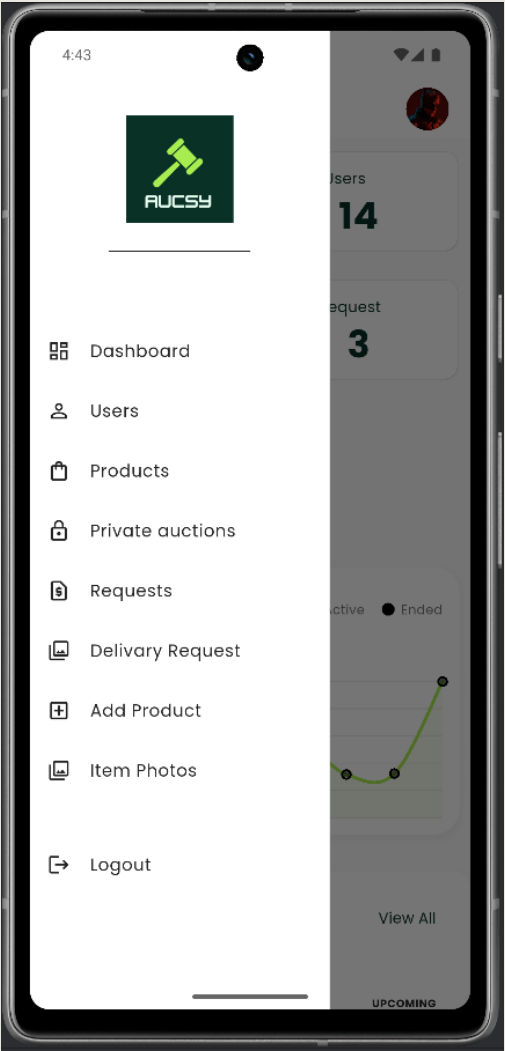 4:43
AUCSY
Users
14
equest
3
Dashboard
Users
Products
Private auctions
Requests
Delivary Request
Add Product
Item Photos
Logout
Active
Ended
View All
UPCOMING